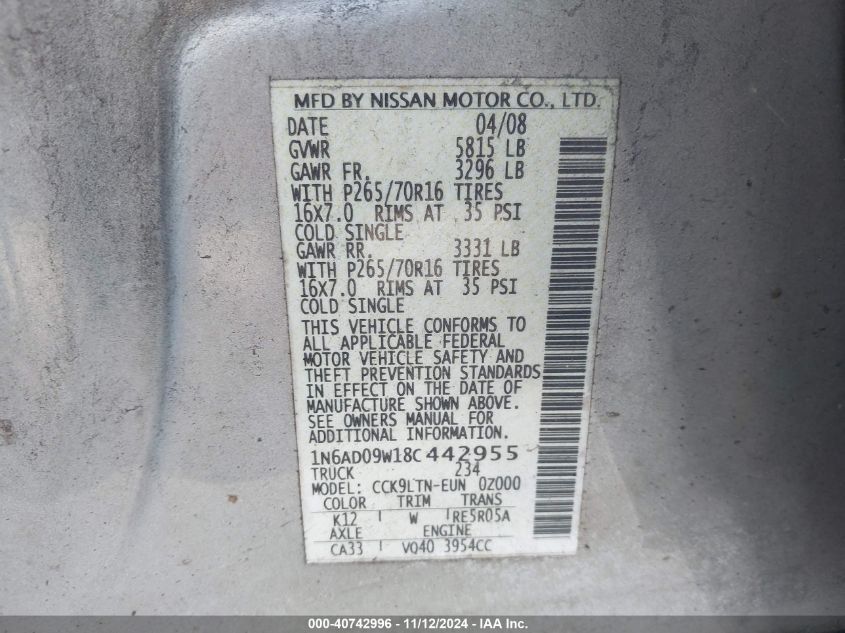 MFD BY NISSAN MOTOR CO., LTD.
DATE 04/08
GVWR 5815 LB
GAWR FR. 3296 LB
WITH P265/70R16 TIRES
16X7.0 RIMS AT 35 PSI
COLD SINGLE
GAWR RR. 3331 LB
WITH P265/70R16 TIRES
16X7.0 RIMS AT 35 PSI
COLD SINGLE
THIS VEHICLE CONFORMS TO
ALL APPLICABLE FEDERAL
MOTOR VEHICLE SAFETY AND
THEFT PREVENTION STANDARDS
IN EFFECT ON THE DATE OF
MANUFACTURE SHOWN ABOVE.
SEE OWNERS MANUAL FOR
ADDITIONAL INFORMATION.
1N6AD09W18C442955
TRUCK 234
MODEL: CCK9LTN-EUN 0Z000
COLOR TRIM TRANS
K12 W RE5R05A
AXLE ENGINE
CA33 VQ40 3954CC
000-40742996 - 11/12/2024 - IAA Inc.